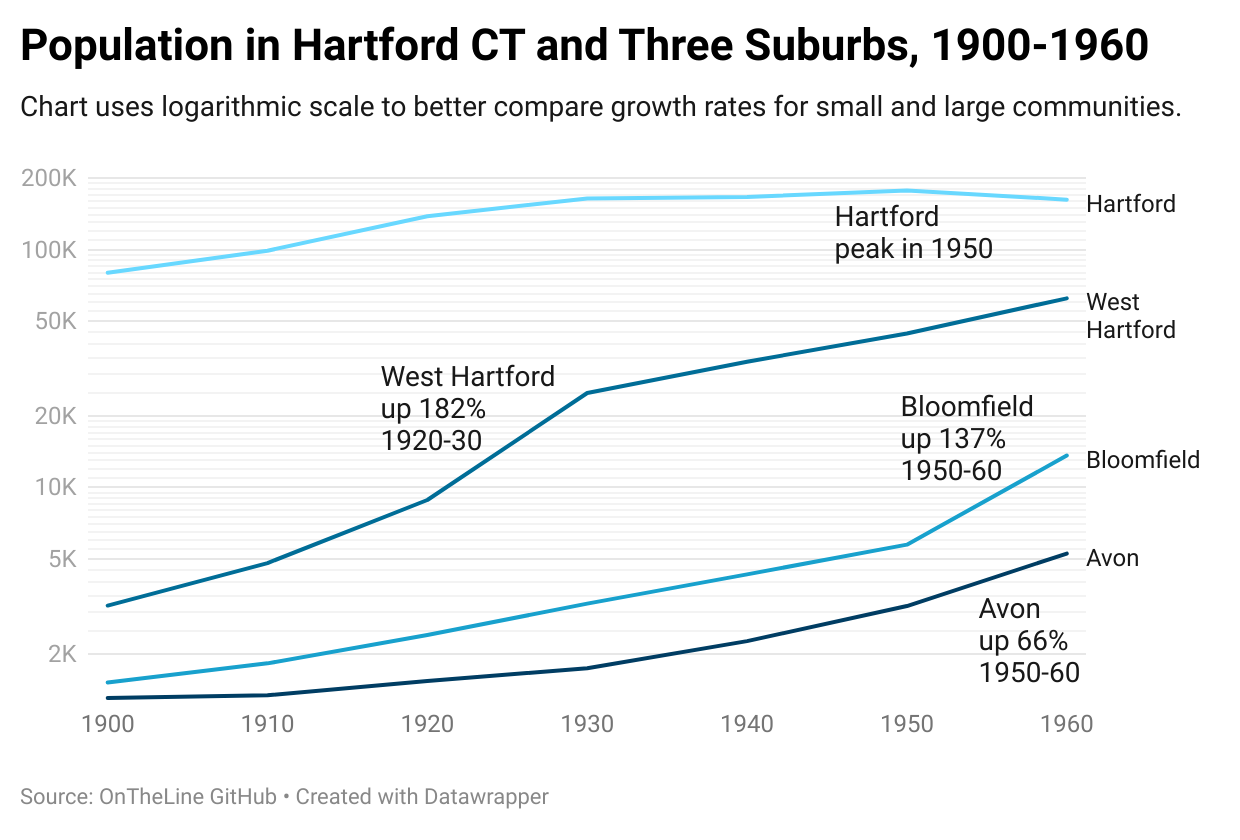 Population in Hartford CT and Three Suburbs, 1900-1960
Chart uses logarithmic scale to better compare growth rates for small and large communities.
200K
100K
50K
20K
10K
5K
2K
Hartford
peak in 1950
West Hartford
up 182%
1920-30
Bloomfield
up 137%
1950-60
Avon
up 66%
1950-60
Hartford
West
Hartford
Bloomfield
Avon
1900
1910
1920
1930
1940
1950
1960
Source: OnTheLine GitHub • Created with Datawrapper